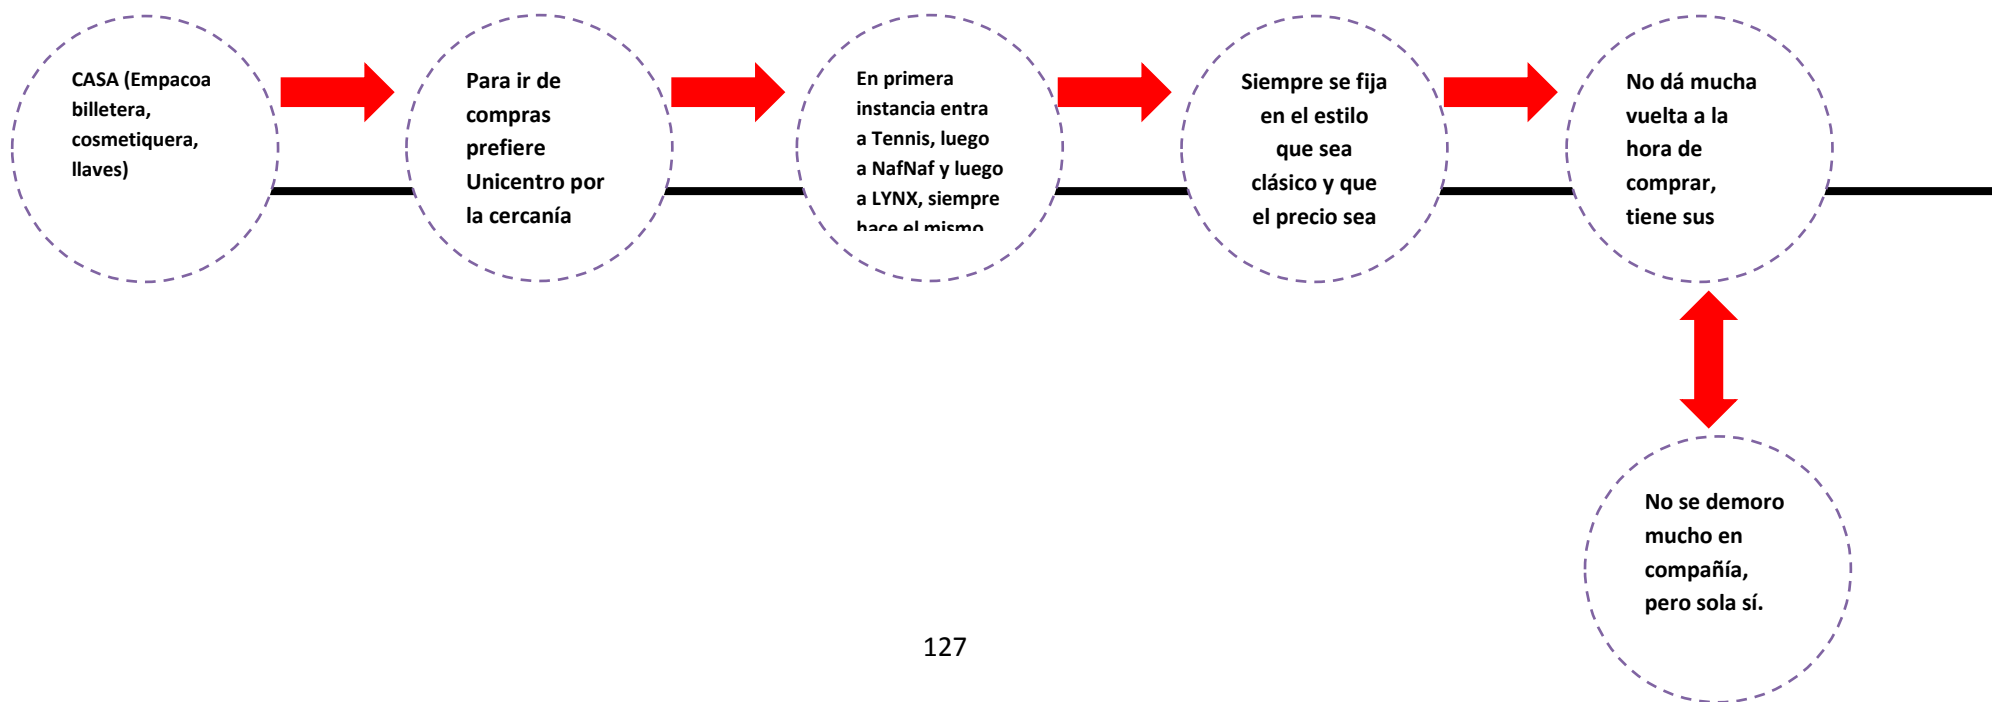 CASA (Empacoa
billetera,
cosmetiquera,
llaves)
Para ir de
compras
prefiere
Unicentro por
la cercanía
En primera
instancia entra
a Tennis, luego
a NafNaf y luego
a LYNX, siempre
hace el mismo
Siempre se fija
en el estilo
que sea
clásico y que
el precio sea
No dá mucha
vuelta a la
hora de
comprar,
tiene sus
No se demoro
mucho en
compañía,
pero sola sí.
127